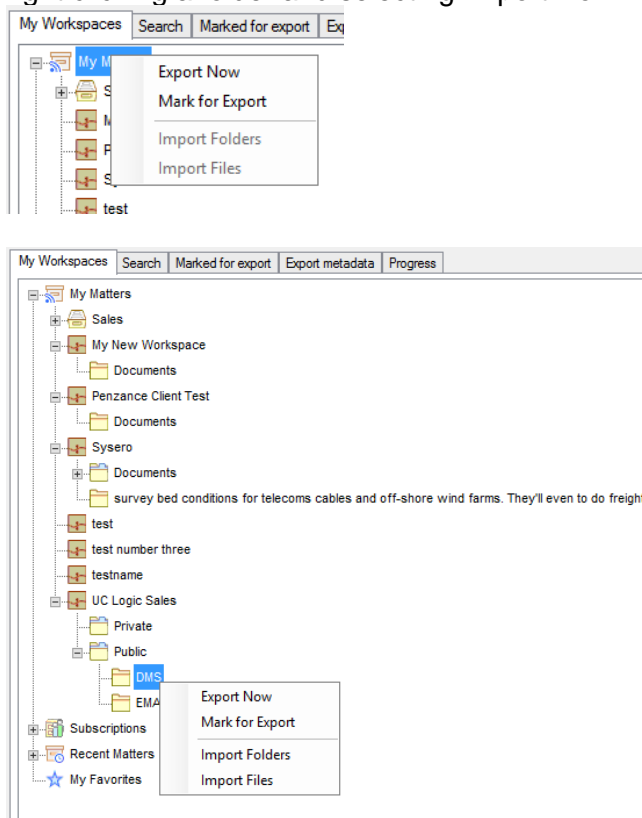 My Workspaces Search Marked for export
My M
Export Now
Mark for Export
Import Folders
Import Files
test
My Workspaces Search Marked for export Export metadata Progress
My Matters
Sales
My New Workspace
Documents
Penzance Client Test
Documents
Sysero
Documents
survey bed conditions for telecoms cables and off-shore wind farms. They'll even to do freight
test
test number three
testname
UC Logic Sales
Private
Public
DMS
EMA
Export Now
Mark for Export
Subscriptions
Import Folders
Recent Matters
Import Files
My Favorites